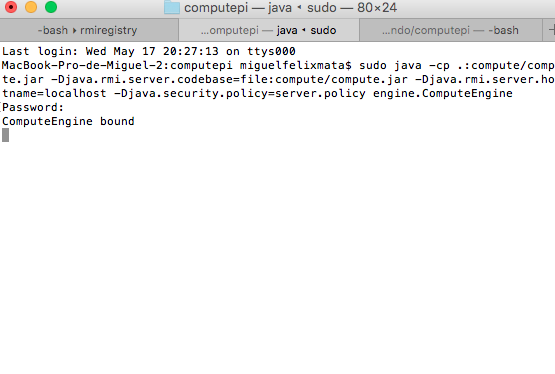 computepi — java ◂ sudo — 80×24
-bash ▸ rmiregistry
...omputepi — java ◂ sudo
...ndo/computepi — -bash
Last login: Wed May 17 20:27:13 on ttys000
MacBook-Pro-de-Miguel-2:computepi miguelfelixmata$ sudo java -cp .:compute/compu
te.jar -Djava.rmi.server.codebase=file:compute/compute.jar -Djava.rmi.server.hos
tname=localhost -Djava.security.policy=server.policy engine.ComputeEngine
Password:
ComputeEngine bound